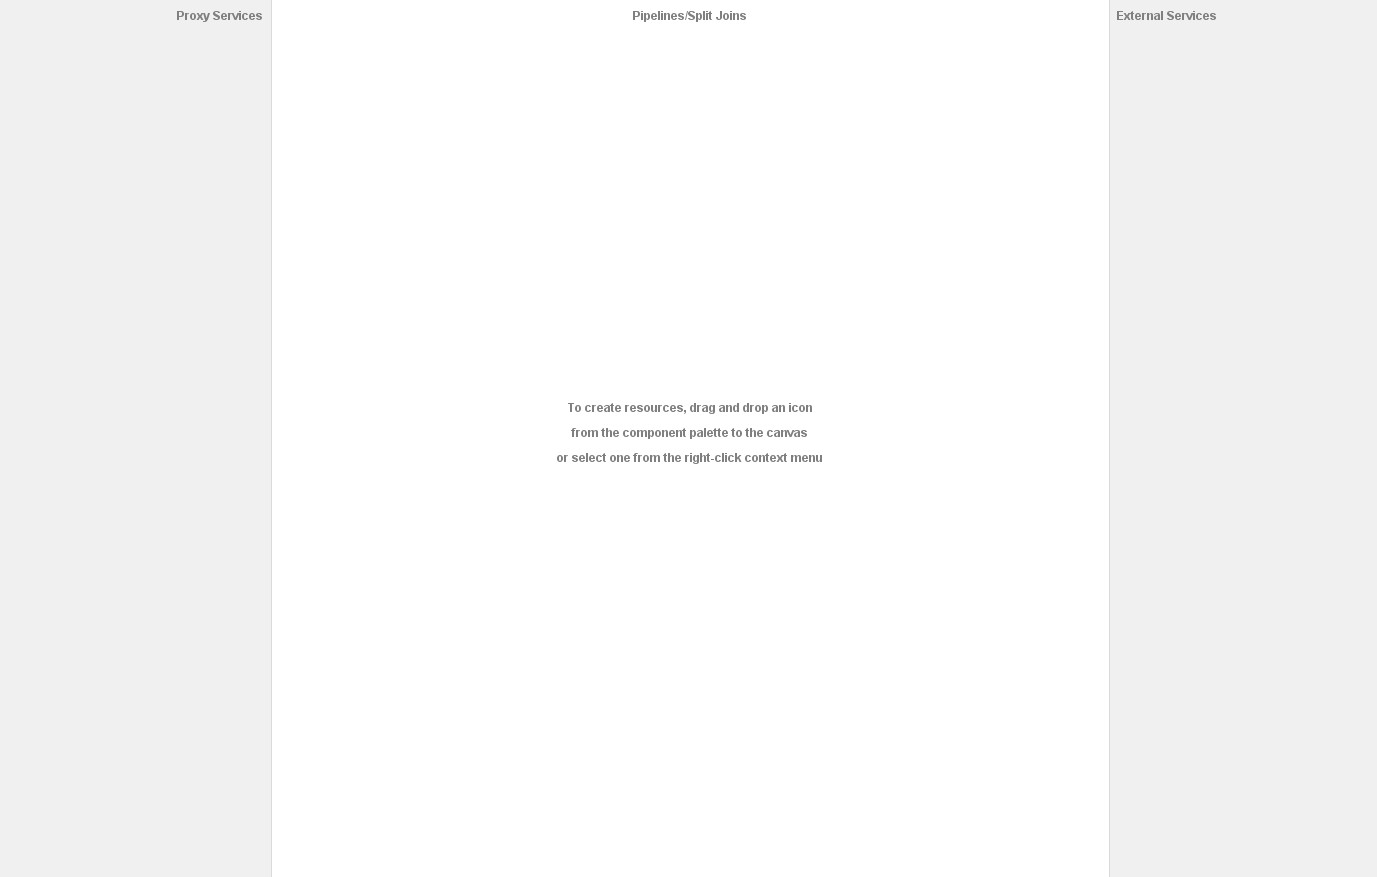 Proxy Services
Pipelines/Split Joins
External Services
To create resources, drag and drop an icon
from the component palette to the canvas
or select one from the right-click context menu